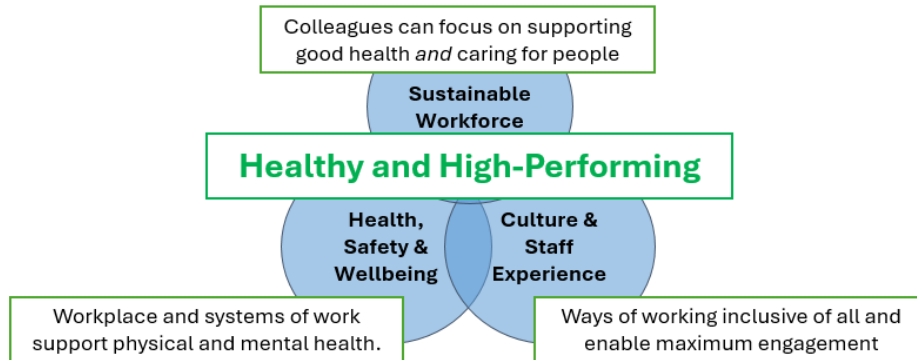 Colleagues can focus on supporting
good health and caring for people
Sustainable
Workforce
Healthy and High-Performing
Health,
Safety &
Wellbeing
Culture &
Staff
Experience
Workplace and systems of work
support physical and mental health.
Ways of working inclusive of all and
enable maximum engagement